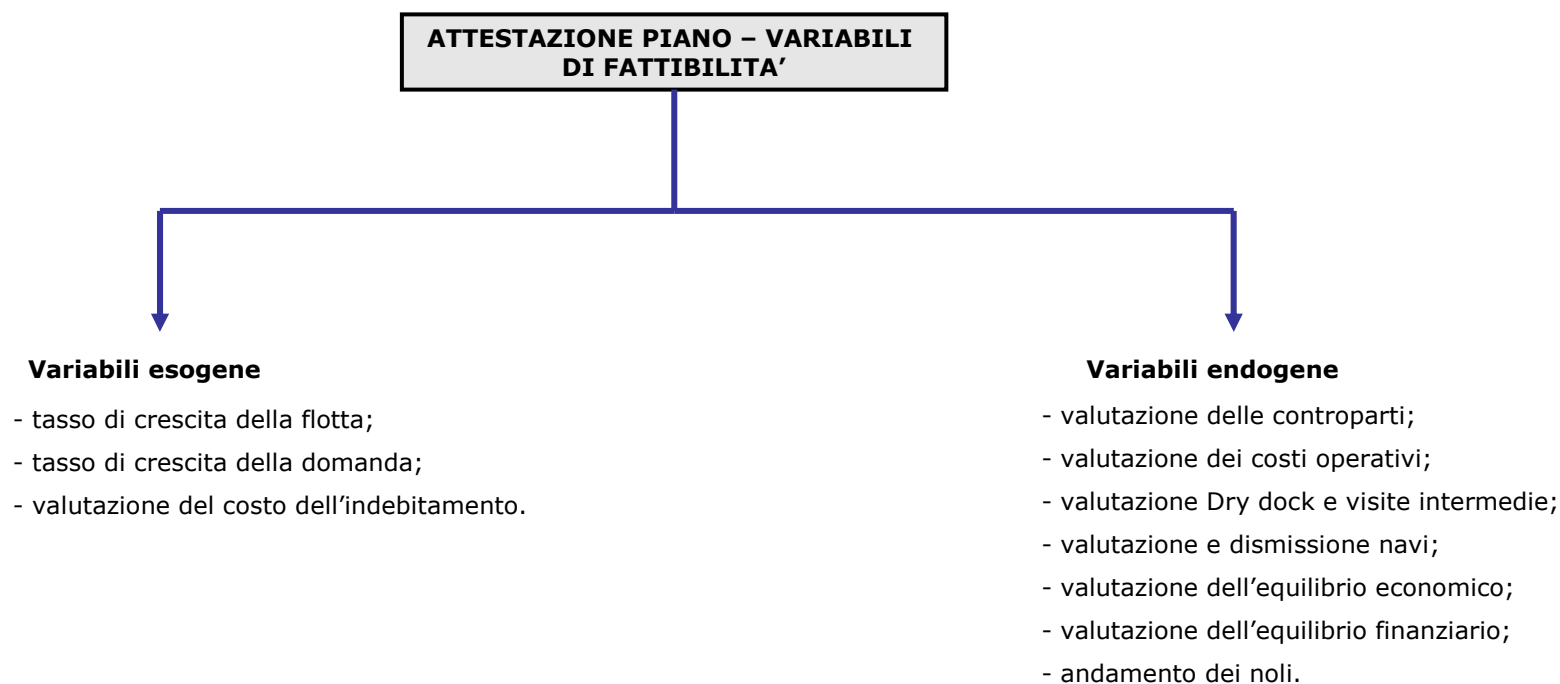 ATTESTAZIONE PIANO – VARIABILI
DI FATTIBILITA’
Variabili esogene
- tasso di crescita della flotta;
- tasso di crescita della domanda;
- valutazione del costo dell’indebitamento.
Variabili endogene
- valutazione delle controparti;
- valutazione dei costi operativi;
- valutazione Dry dock e visite intermedie;
- valutazione e dismissione navi;
- valutazione dell’equilibrio economico;
- valutazione dell’equilibrio finanziario;
- andamento dei noli.